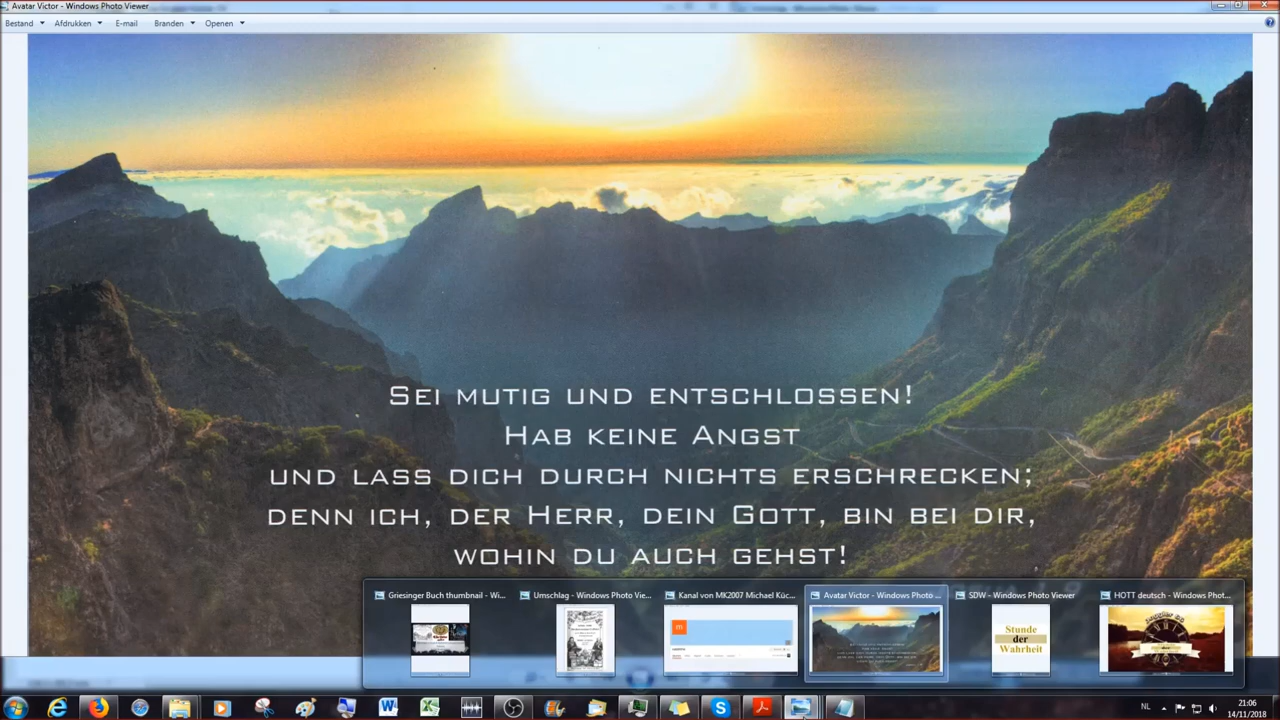 Avatar Victor - Windows Photo Viewer
Bestand Afdrukken E-mail Branden Openen
SEI MUTIG UND ENTSCHLOSSEN!
HAB KEINE ANGST
UND LASS DICH DURCH NICHTS ERSCHRECKEN;
DENN ICH, DER HERR, DEIN GOTT, BIN BEI DIR,
WOHIN DU AUCH GEHST!
Griesinger Buch thumbnail - Wi... Umschlag - Windows Photo Vie... Kanal von MK2007 Michael Küc... Avatar Victor - Windows Photo ... SDW - Windows Photo Viewer HOTT deutsch - Windows Phot...
m
Stunde
der
Wahrheit
NL
21:06
14/11/2018